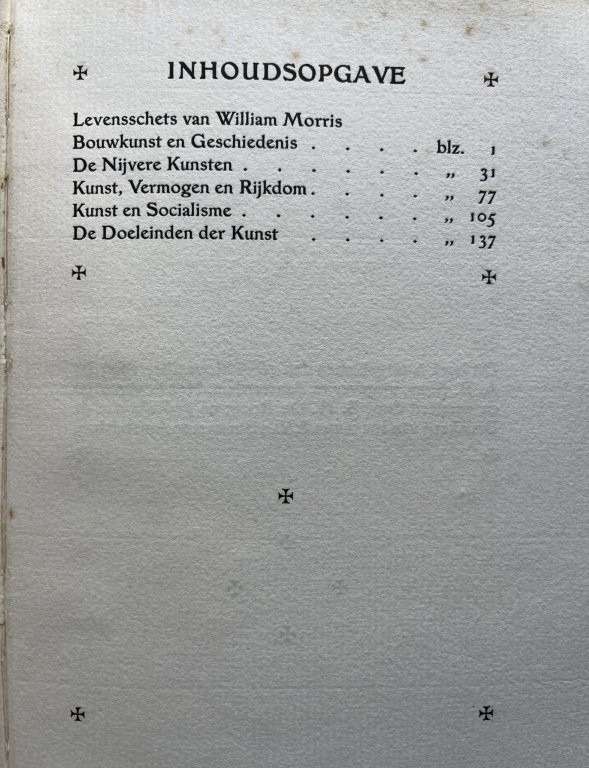 INHOUDSOPGAVE
Levensschets van William Morris
Bouwkunst en Geschiedenis . . . . blz. 1
De Nijvere Kunsten . . . . . . „ 31
Kunst, Vermogen en Rijkdom . . . . „ 77
Kunst en Socialisme . . . . . . „ 105
De Doeleinden der Kunst . . . . „ 137